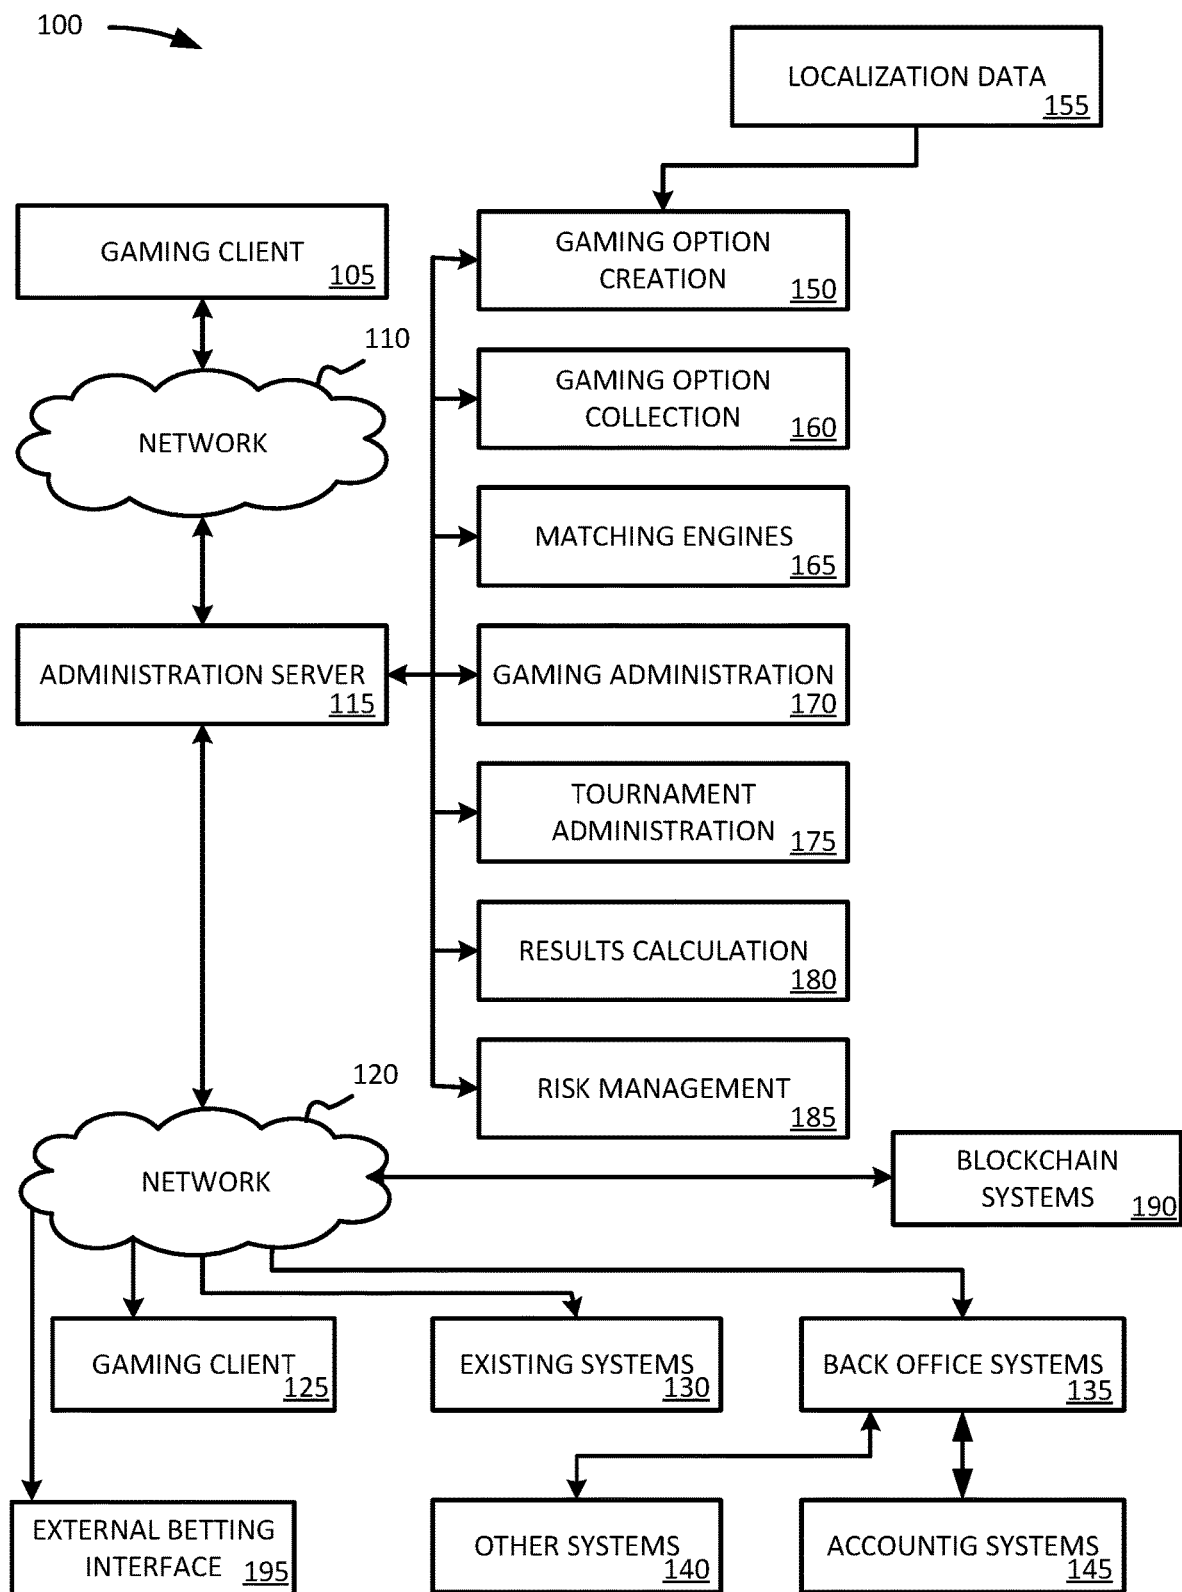 100
LOCALIZATION DATA
155
GAMING CLIENT
105
GAMING OPTION
CREATION
150
110
NETWORK
GAMING OPTION
COLLECTION
160
MATCHING ENGINES
165
ADMINISTRATION SERVER
115
GAMING ADMINISTRATION
170
TOURNAMENT
ADMINISTRATION
175
RESULTS CALCULATION
180
RISK MANAGEMENT
185
120
NETWORK
BLOCKCHAIN
SYSTEMS
190
GAMING CLIENT
125
EXISTING SYSTEMS
130
BACK OFFICE SYSTEMS
135
EXTERNAL BETTING
INTERFACE
195
OTHER SYSTEMS
140
ACCOUNTIG SYSTEMS
145